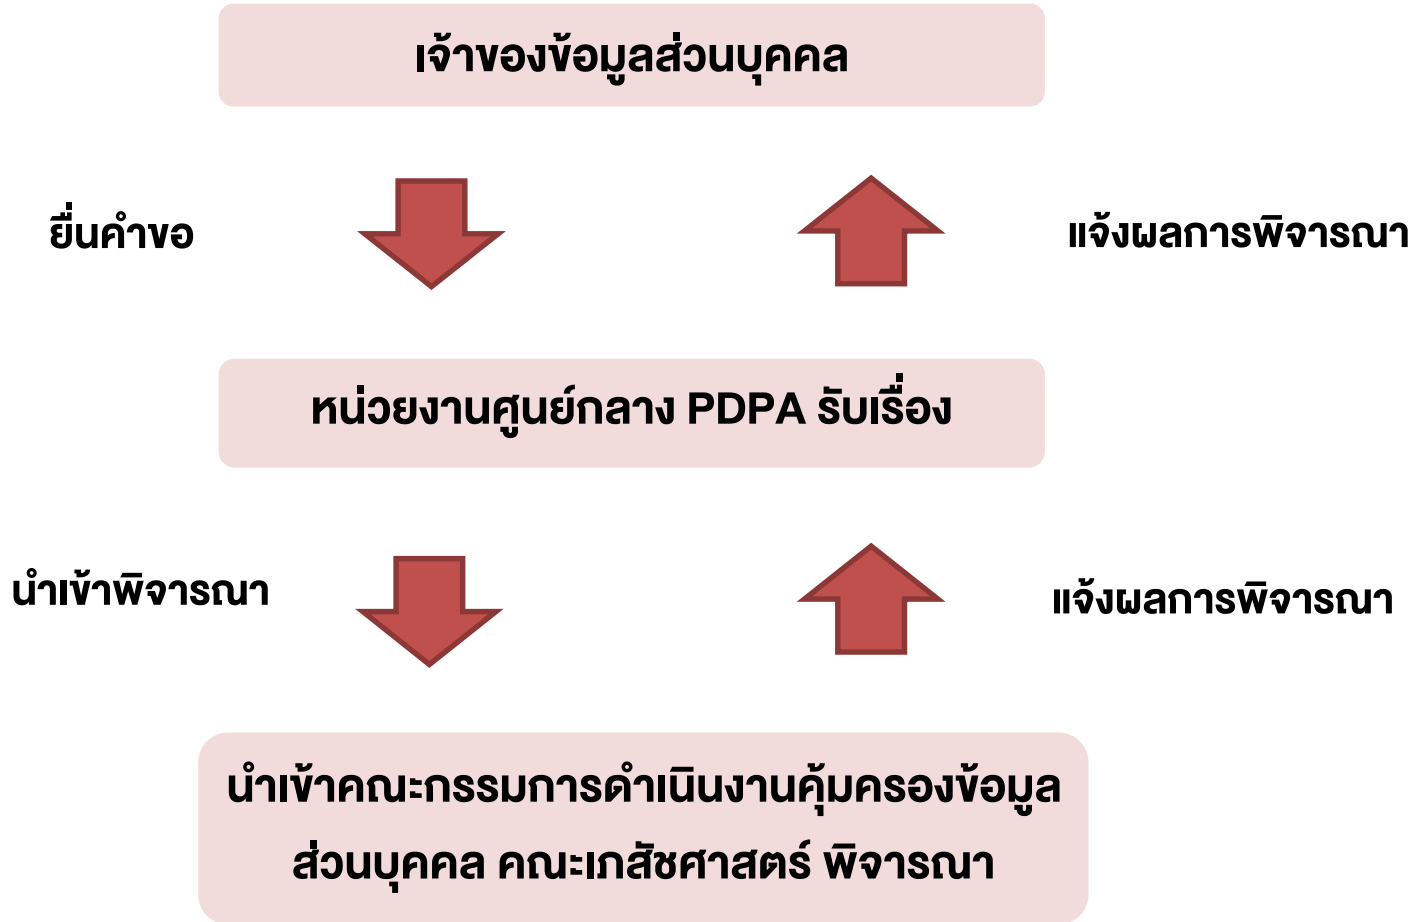 เจ้าของข้อมูลส่วนบุคคล
ยื่นคำขอ
แจ้งผลการพิจารณา
หน่วยงานศูนย์กลาง PDPA รับเรื่อง
นำเข้าพิจารณา
แจ้งผลการพิจารณา
นำเข้าคณะกรรมการดำเนินงานคุ้มครองข้อมูล
ส่วนบุคคล คณะเภสัชศาสตร์ พิจารณา